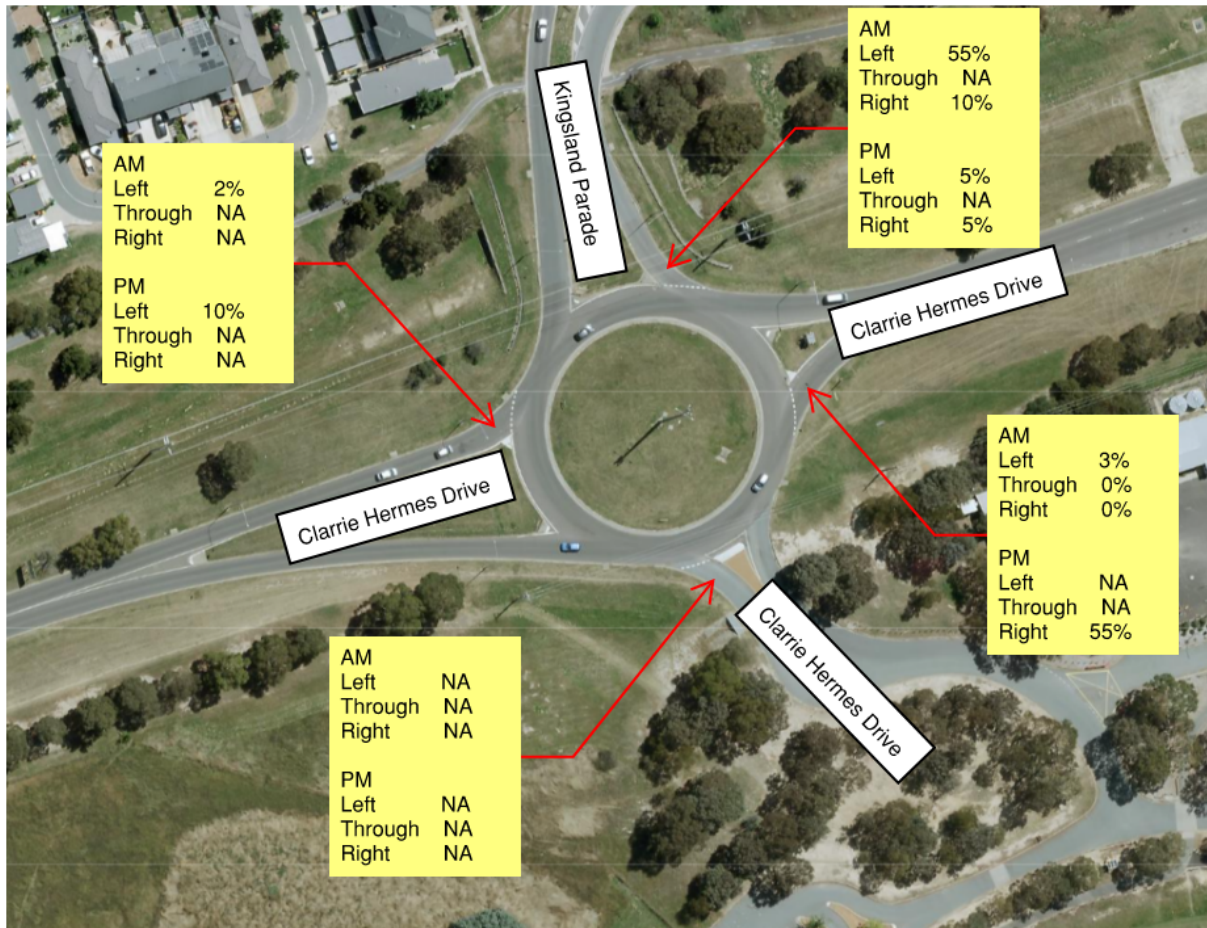 AM
Left 55%
Through NA
Right 10%
PM
Left 5%
Through NA
Right 5%
Kingsland Parade
AM
Left 2%
Through NA
Right NA
PM
Left 10%
Through NA
Right NA
Clarrie Hermes Drive
Clarrie Hermes Drive
AM
Left 3%
Through 0%
Right 0%
PM
Left NA
Through NA
Right 55%
Clarrie Hermes Drive
AM
Left NA
Through NA
Right NA
PM
Left NA
Through NA
Right NA